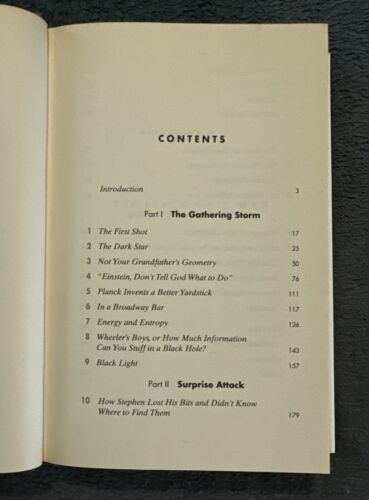 CONTENTS
Introduction 3
Part I The Gathering Storm
1 The First Shot 17
2 The Dark Star 25
3 Not Your Grandfather's Geometry 50
4 "Einstein, Don't Tell God What to Do" 76
5 Planck Invents a Better Yardstick 111
6 In a Broadway Bar 117
7 Energy and Entropy 126
8 Wheeler's Boys, or How Much Information
Can You Stuff in a Black Hole? 143
9 Black Light 157
Part II Surprise Attack
10 How Stephen Lost His Bits and Didn't Know
Where to Find Them 179